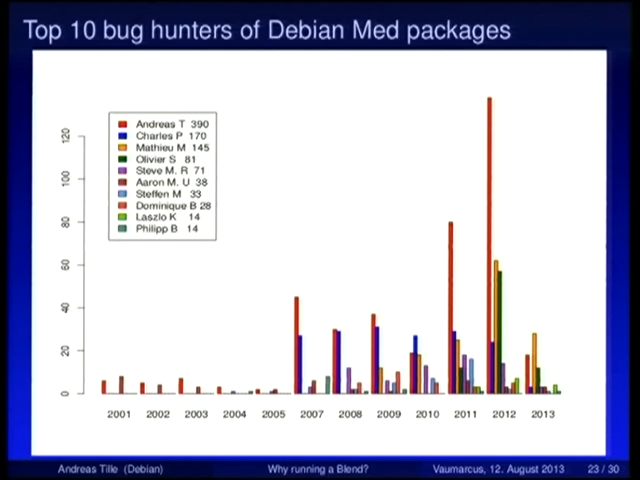 Top 10 bug hunters of Debian Med packages
Andreas T 390
Charles P 170
Mathieu M 145
Olivier S 81
Steve M. R 71
Aaron M. U 38
Steffen M 33
Dominique B 28
Laszlo K 14
Philipp B 14
120
100
80
60
40
20
0
2001 2002 2003 2004 2005 2007 2008 2009 2010 2011 2012 2013
Andreas Tille (Debian) Why running a Blend? Vaumarcus, 12. August 2013 23 / 30